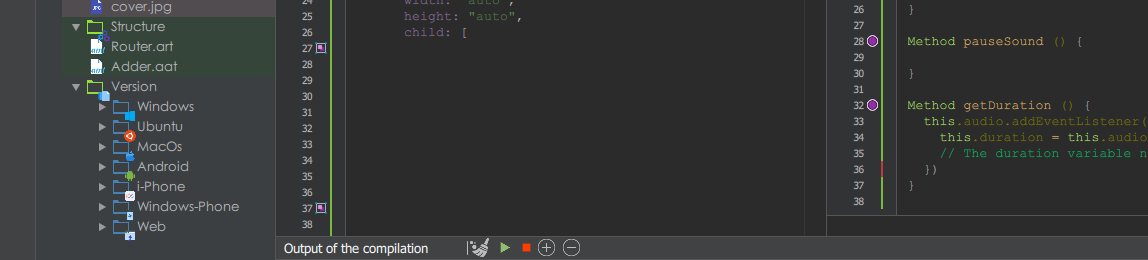 cover.jpg
Structure
Router.art
Adder.aat
Version
Windows
Ubuntu
MacOs
Android
i-Phone
Windows-Phone
Web
24 width: "auto",
25 height: "auto",
26 child: [
27
28
29
30
31
32
33
34
35
36
37
38
26 }
27
28 Method pauseSound () {
29
30 }
31
32 Method getDuration () {
33 this.audio.addEventListener(
34 this.duration = this.audio
35 // The duration variable n
36 })
37 }
38
Output of the compilation